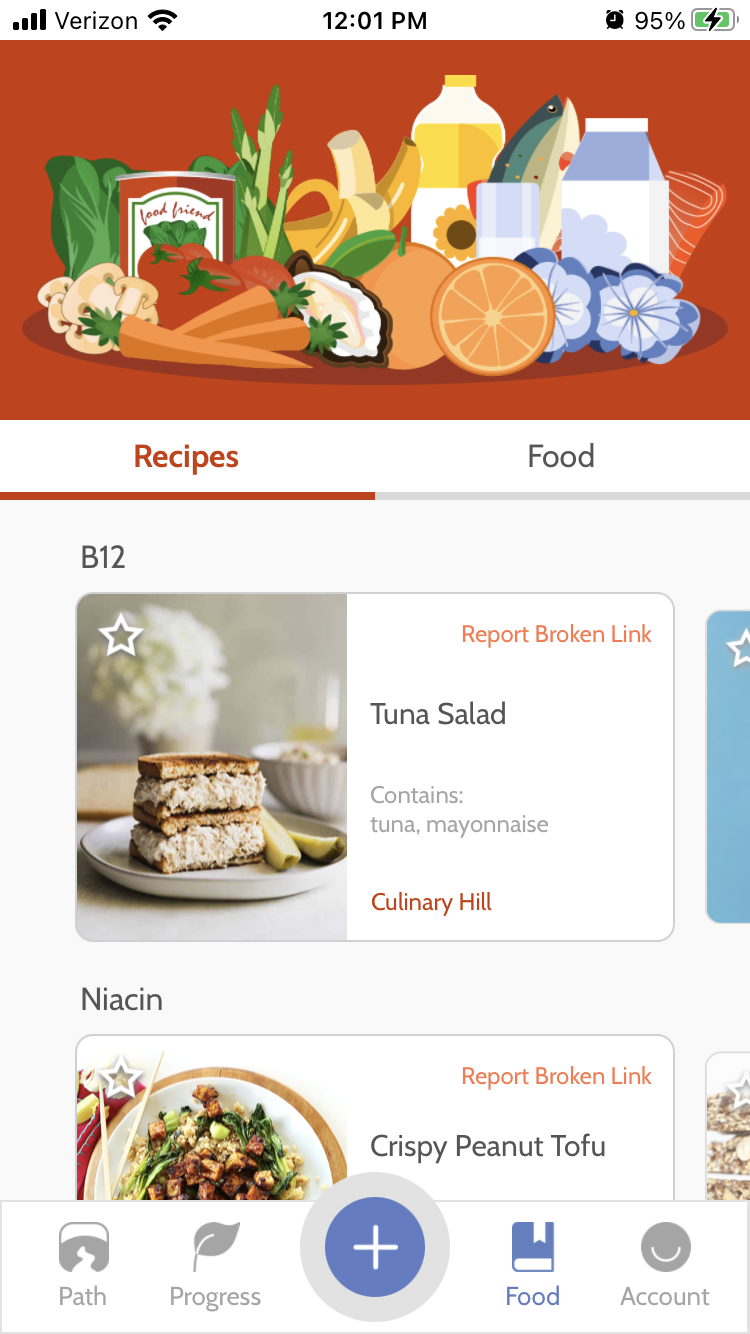 Verizon 12:01 PM 95%
food friend
Recipes Food
B12
Report Broken Link
Tuna Salad
Contains:
tuna, mayonnaise
Culinary Hill
Niacin
Report Broken Link
Crispy Peanut Tofu
Path Progress Food Account